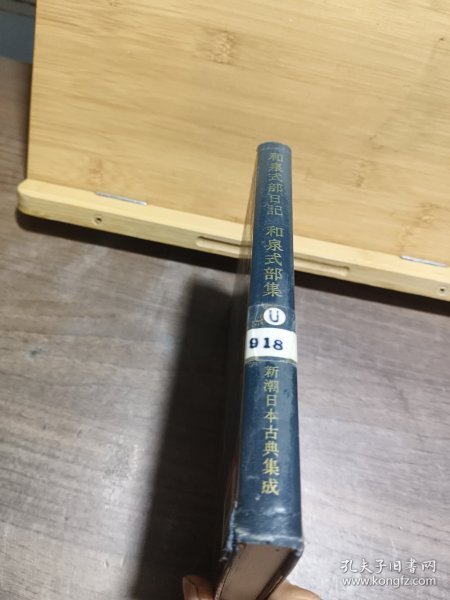 和泉式部日記 和泉式部集
U
918
新潮日本古典集成
孔夫子旧书网
www.kongfz.com